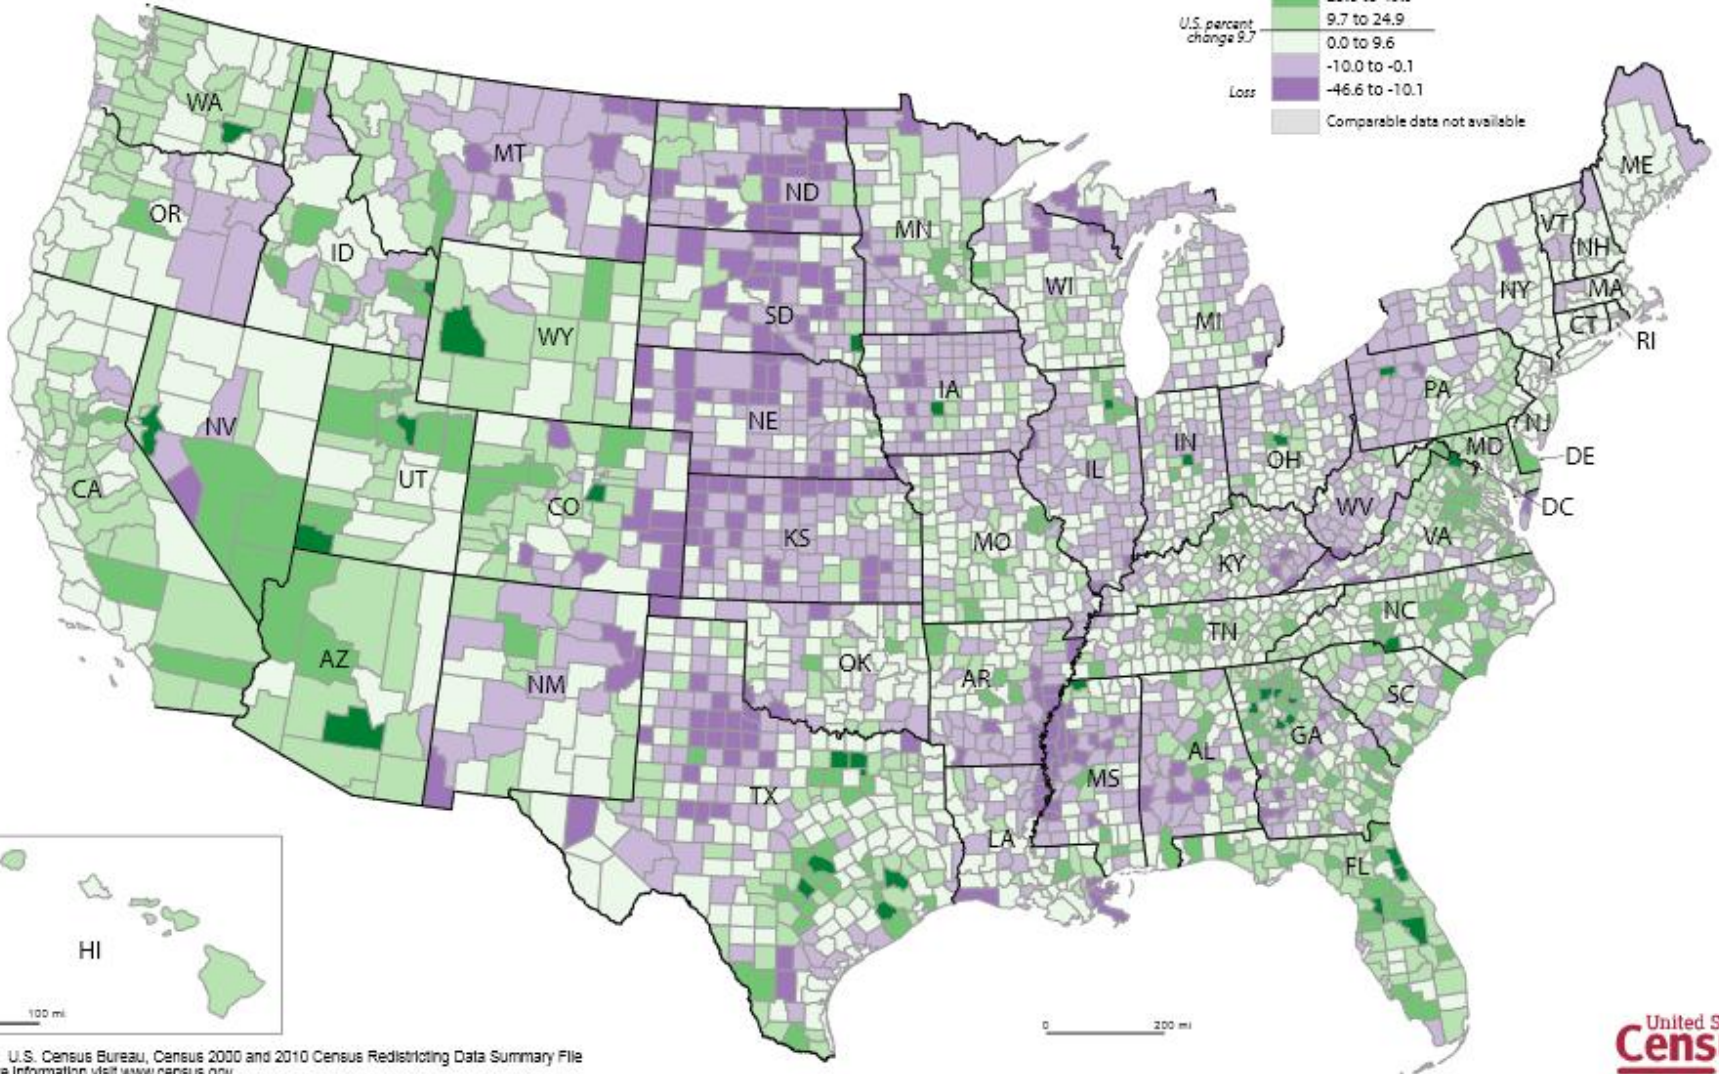 U.S. percent
change 9.7
9.7 to 24.9
0.0 to 9.6
-10.0 to -0.1
Loss
-46.6 to -10.1
Comparable data not available
WA
MT
ND
MN
ME
OR
ID
SD
WI
VT
NH
NY
MA
CT
RI
WY
MI
NV
UT
NE
IA
PA
NJ
CA
CO
KS
IL
IN
OH
MD
DE
DC
WV
VA
MO
KY
AZ
NM
OK
AR
TN
NC
SC
TX
LA
MS
AL
GA
FL
HI
100 mi
0
200 mi
United S
Cens
U.S. Census Bureau, Census 2000 and 2010 Census Redistricting Data Summary File
information visit www.census.gov